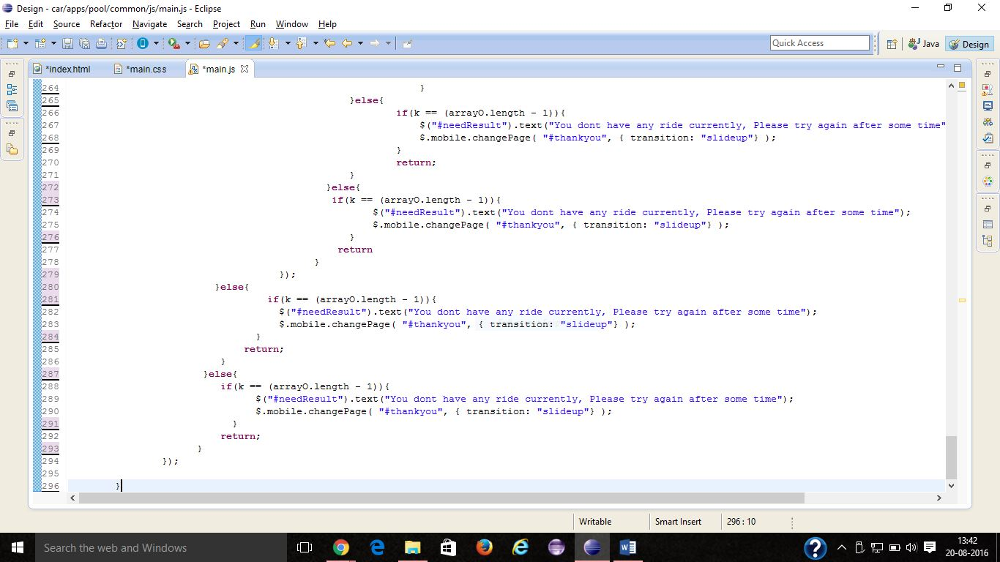 Design - car/apps/pool/common/js/main.js - Eclipse
File Edit Source Refactor Navigate Search Project Run Window Help
Quick Access
Java
Design
*index.html *main.css *main.js
264 }
265 }else{
266 if(k == (arrayO.length - 1)){
267 $("#needResult").text("You dont have any ride currently, Please try again after some time"
268 $.mobile.changePage( "#thankyou", { transition: "slideup"} );
269 }
270 return;
271 }
272 }else{
273 if(k == (arrayO.length - 1)){
274 $("#needResult").text("You dont have any ride currently, Please try again after some time");
275 $.mobile.changePage( "#thankyou", { transition: "slideup"} );
276 }
277 return
278 }
279 });
280 }else{
281 if(k == (arrayO.length - 1)){
282 $("#needResult").text("You dont have any ride currently, Please try again after some time");
283 $.mobile.changePage( "#thankyou", { transition: "slideup"} );
284 }
285 return;
286 }
287 }else{
288 if(k == (arrayO.length - 1)){
289 $("#needResult").text("You dont have any ride currently, Please try again after some time");
290 $.mobile.changePage( "#thankyou", { transition: "slideup"} );
291 }
292 return;
293 }
294 });
295
296 }
Writable Smart Insert 296 : 10
Search the web and Windows
13:42
20-08-2016